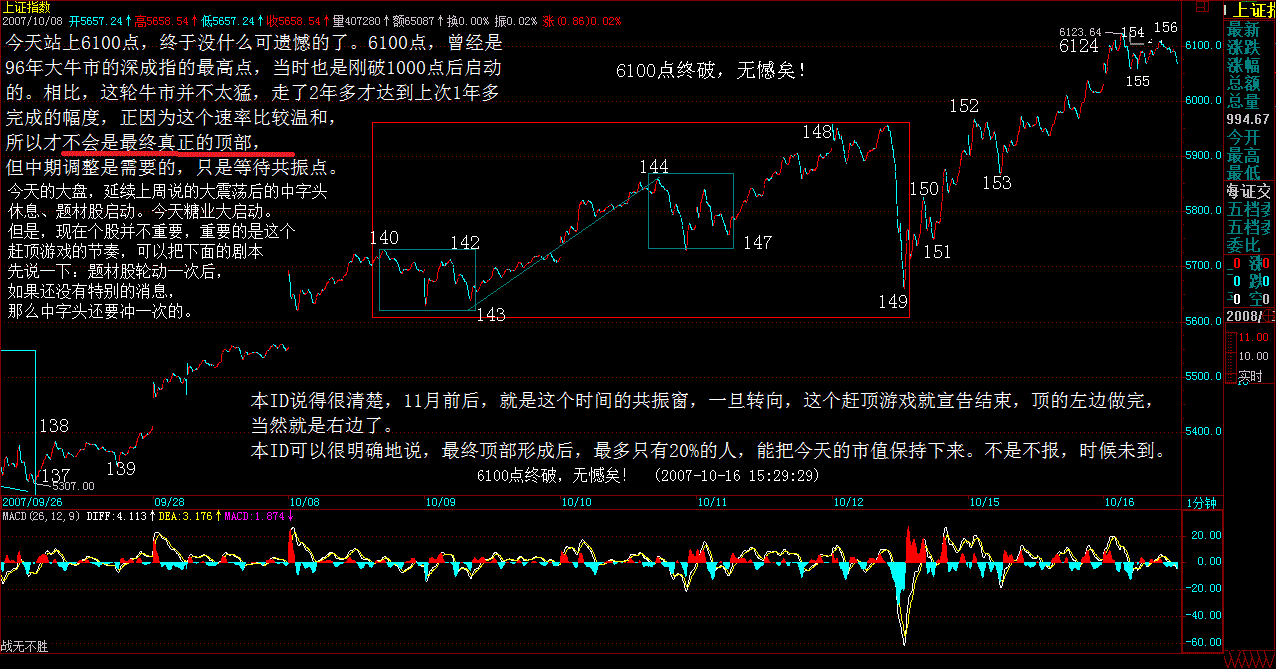 上证指数
2007/10/08 开5657.24↑高5658.54↑低5657.24↑收5658.54↑量407280↑额65087↑换0.00% 振0.02% 涨(0.86)0.02%
今天站上6100点，终于没什么可遗憾的了。6100点，曾经是
96年大牛市的深成指的最高点，当时也是刚破1000点后启动
的。相比，这轮牛市并不太猛，走了2年多才达到上次1年多
完成的幅度，正因为这个速率比较温和，
所以才不会是最终真正的顶部，
但中期调整是需要的，只是等待共振点。
今天的大盘，延续上周说的大震荡后的中字头
休息、题材股启动。今天糖业大启动。
但是，现在个股并不重要，重要的是这个
赶顶游戏的节奏，可以把下面的剧本
先说一下：题材股轮动一次后，
如果还没有特别的消息，
那么中字头还要冲一次的。
6100点终破，无憾矣！
6123.64
6124
154
156
155
152
153
148
150
151
149
144
147
140
142
143
138
137
139
5307.00
本ID说得很清楚，11月前后，就是这个时间的共振窗，一旦转向，这个赶顶游戏就宣告结束，顶的左边做完，
当然就是右边了。
本ID可以很明确地说，最终顶部形成后，最多只有20%的人，能把今天的市值保持下来。不是不报，时候未到。
6100点终破，无憾矣！ (2007-10-16 15:29:29)
6100.0
6000.0
5900.0
5800.0
5700.0
5600.0
5500.0
5400.0
2007/09/26 09/28 10/08 10/09 10/10 10/11 10/12 10/15 10/16 1分钟
MACD(26,12,9) DIFF:4.113↑DEA:3.176↑MACD:1.874↓
20.00
0.00
-20.00
-40.00
-60.00
战无不胜
上证指
最新
涨跌
涨幅
总额
总量
994.67
今开
最高
最低
海证交
五档
五档
委比
0 涨0
0 跌0
0 空0
2008/
11.00
10.00
实时